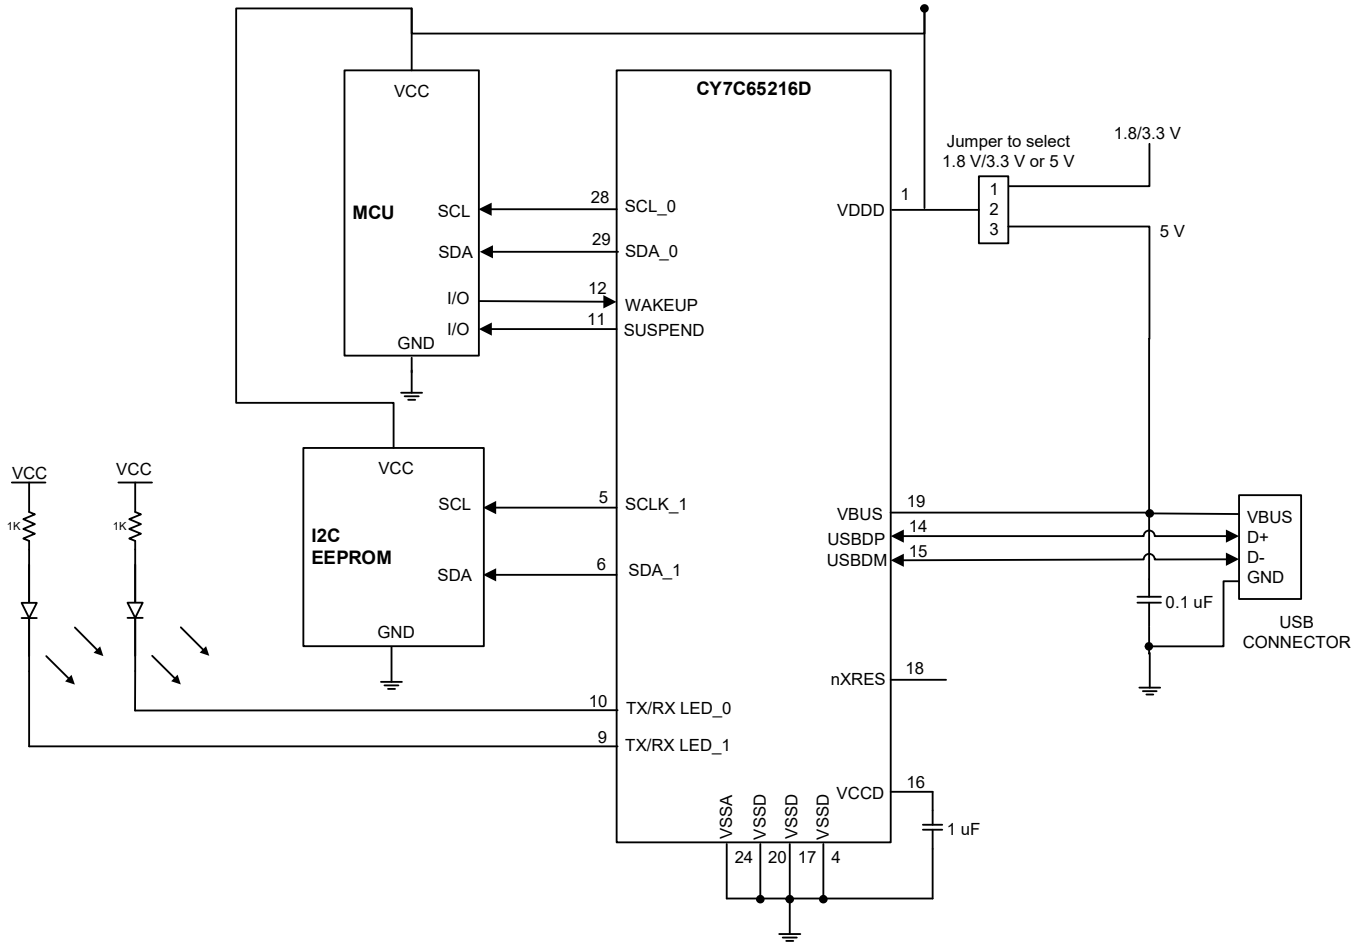 CY7C65216D
VCC
MCU
SCL
SDA
I/O
I/O
GND
28
29
12
11
SCL_0
SDA_0
WAKEUP
SUSPEND
1
VDDD
Jumper to select
1.8 V/3.3 V or 5 V
1
2
3
1.8/3.3 V
5 V
VCC
VCC
1K
1K
VCC
I2C
EEPROM
SCL
SDA
GND
5
6
SCLK_1
SDA_1
VBUS
USBDP
USBDM
19
14
15
VBUS
D+
D-
GND
0.1 uF
USB
CONNECTOR
nXRES
18
10
9
TX/RX LED_0
TX/RX LED_1
VCCD
16
1 uF
VSSA
VSSD
VSSD
VSSD
24
20
17
4